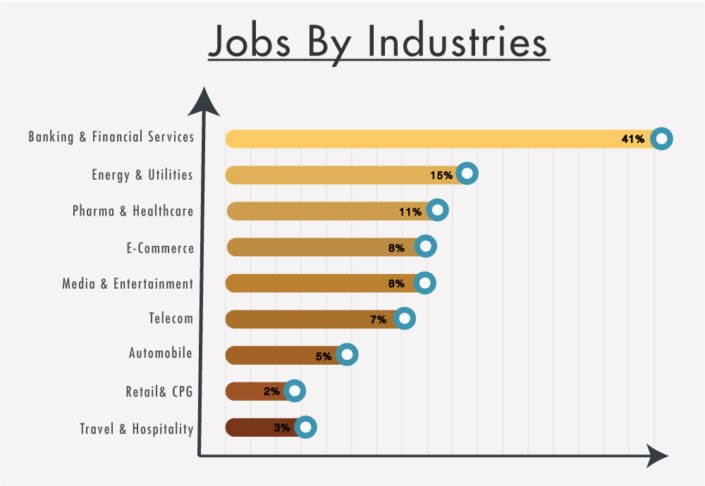 Jobs By Industries
Banking & Financial Services 41%
Energy & Utilities 15%
Pharma & Healthcare 11%
E-Commerce 8%
Media & Entertainment 8%
Telecom 7%
Automobile 5%
Retail& CPG 2%
Travel & Hospitality 3%